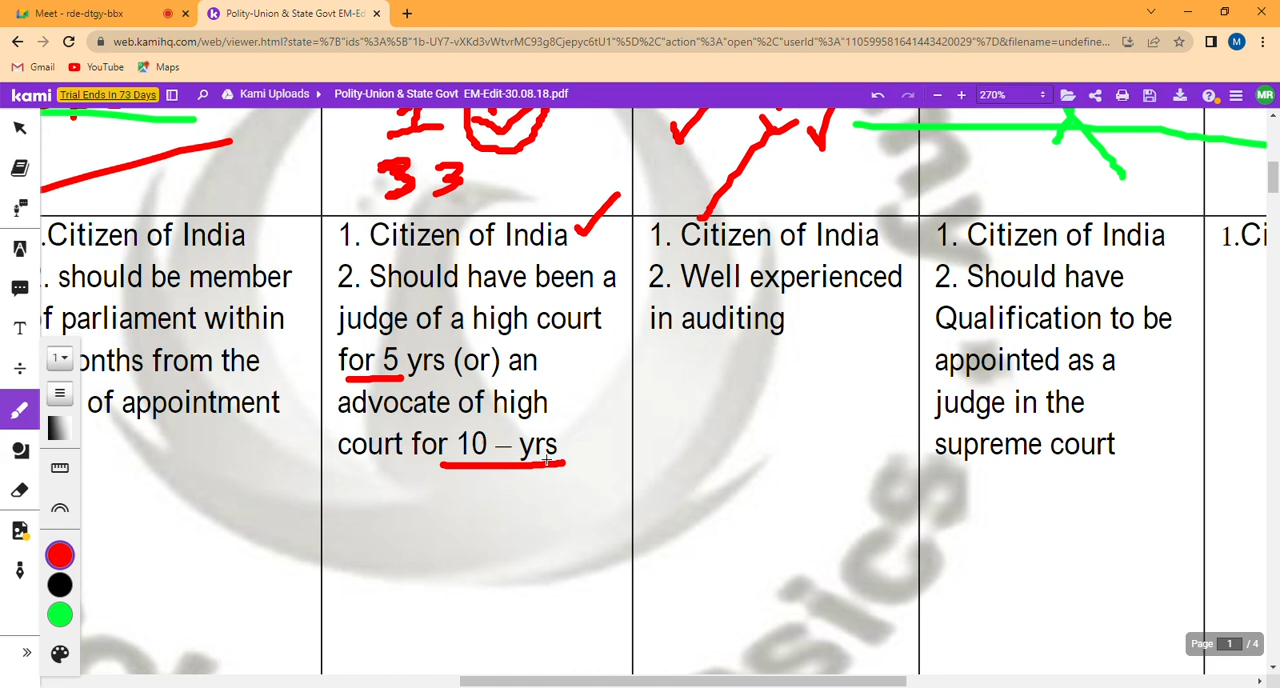 Meet - rde-dtgy-bbx
Polity-Union & State Govt EM-Edi
web.kamihq.com/web/viewer.html?state=%7B"ids"%3A%5B"1b-UY7-vXKd3vWtvrMC93g8Cjepyc6tU1"%5D%2C"action"%3A"open"%2C"userId"%3A"110599581641443420029"%7D&filename=undefine...
M
Gmail
YouTube
Maps
kami
Trial Ends In 73 Days
Kami Uploads
Polity-Union & State Govt EM-Edit-30.08.18.pdf
270%
MR
3 3
.Citizen of India
. should be member
f parliament within
onths from the
of appointment
1. Citizen of India
2. Should have been a
judge of a high court
for 5 yrs (or) an
advocate of high
court for 10 – yrs
1. Citizen of India
2. Well experienced
in auditing
1. Citizen of India
2. Should have
Qualification to be
appointed as a
judge in the
supreme court
1.Ci
1
sics
Page 1 / 4